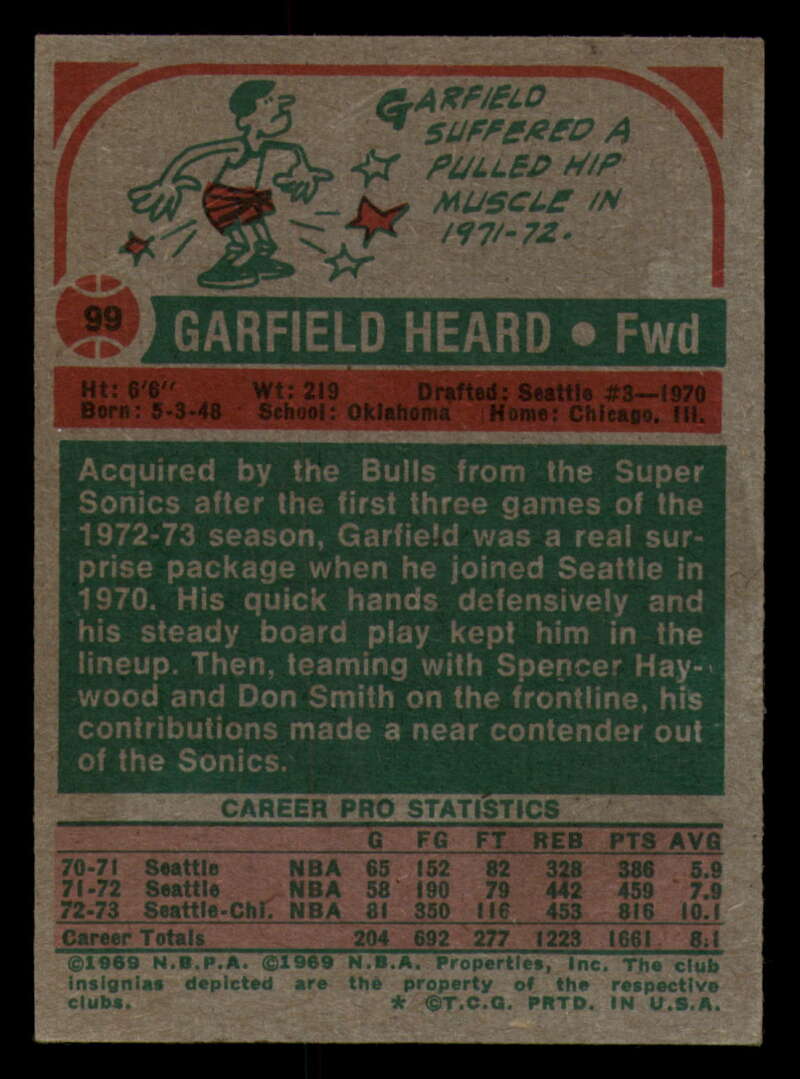 GARFIELD
SUFFERED A
PULLED HIP
MUSCLE IN
1971-72.
99
GARFIELD HEARD • Fwd
Ht: 6'6" Wt: 219 Drafted: Seattle #3—1970
Born: 5-3-48 School: Oklahoma Home: Chicago, Ill.
Acquired by the Bulls from the Super
Sonics after the first three games of the
1972-73 season, Garfield was a real sur-
prise package when he joined Seattle in
1970. His quick hands defensively and
his steady board play kept him in the
lineup. Then, teaming with Spencer Hay-
wood and Don Smith on the frontline, his
contributions made a near contender out
of the Sonics.
CAREER PRO STATISTICS
G FG FT REB PTS AVG
70-71 Seattle NBA 65 152 82 328 386 5.9
71-72 Seattle NBA 58 190 79 442 459 7.9
72-73 Seattle-Chi. NBA 81 350 116 453 816 10.1
Career Totals 204 692 277 1223 1661 8.1
©1969 N.B.P.A. ©1969 N.B.A. Properties, Inc. The club
insignias depicted are the property of the respective
clubs. * ©T.C.G. PRTD. IN U.S.A.